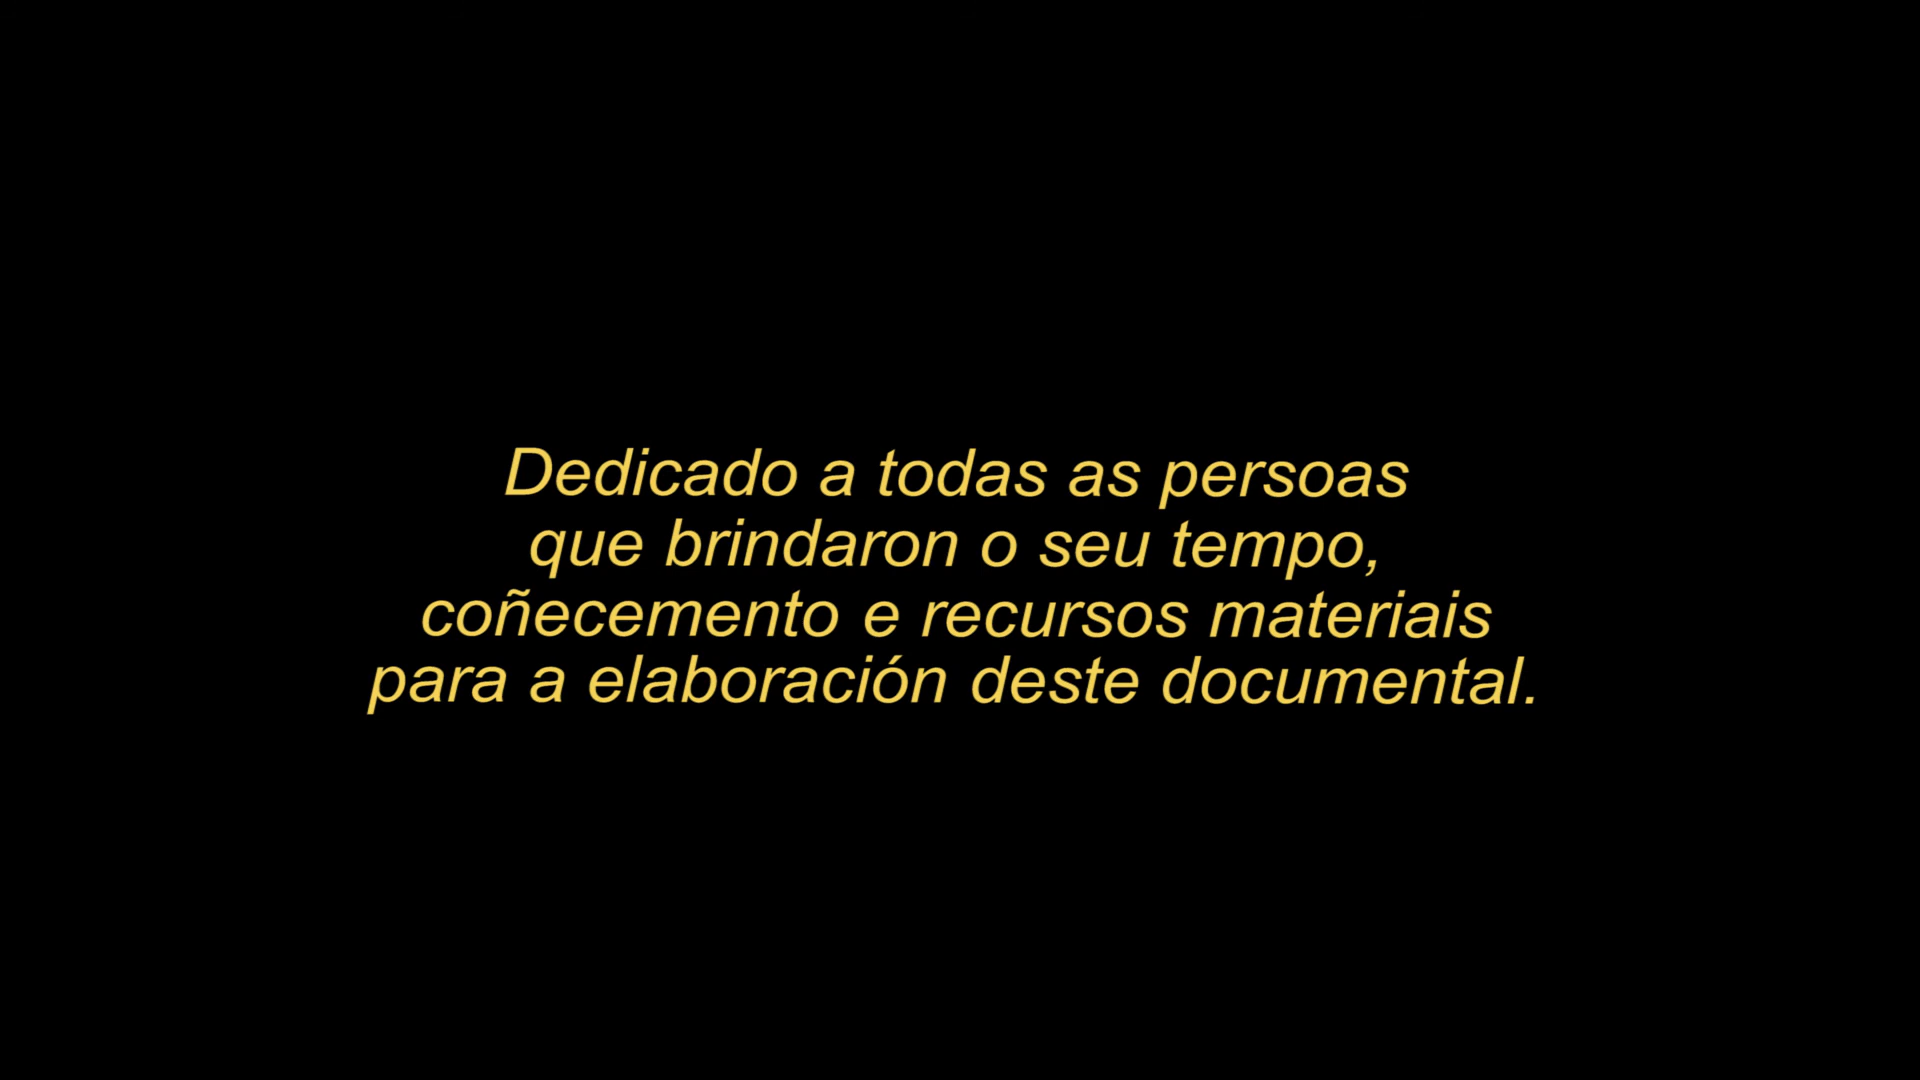 Dedicado a todas as persoas
que brindaron o seu tempo,
coñecemento e recursos materiais
para a elaboración deste documental.